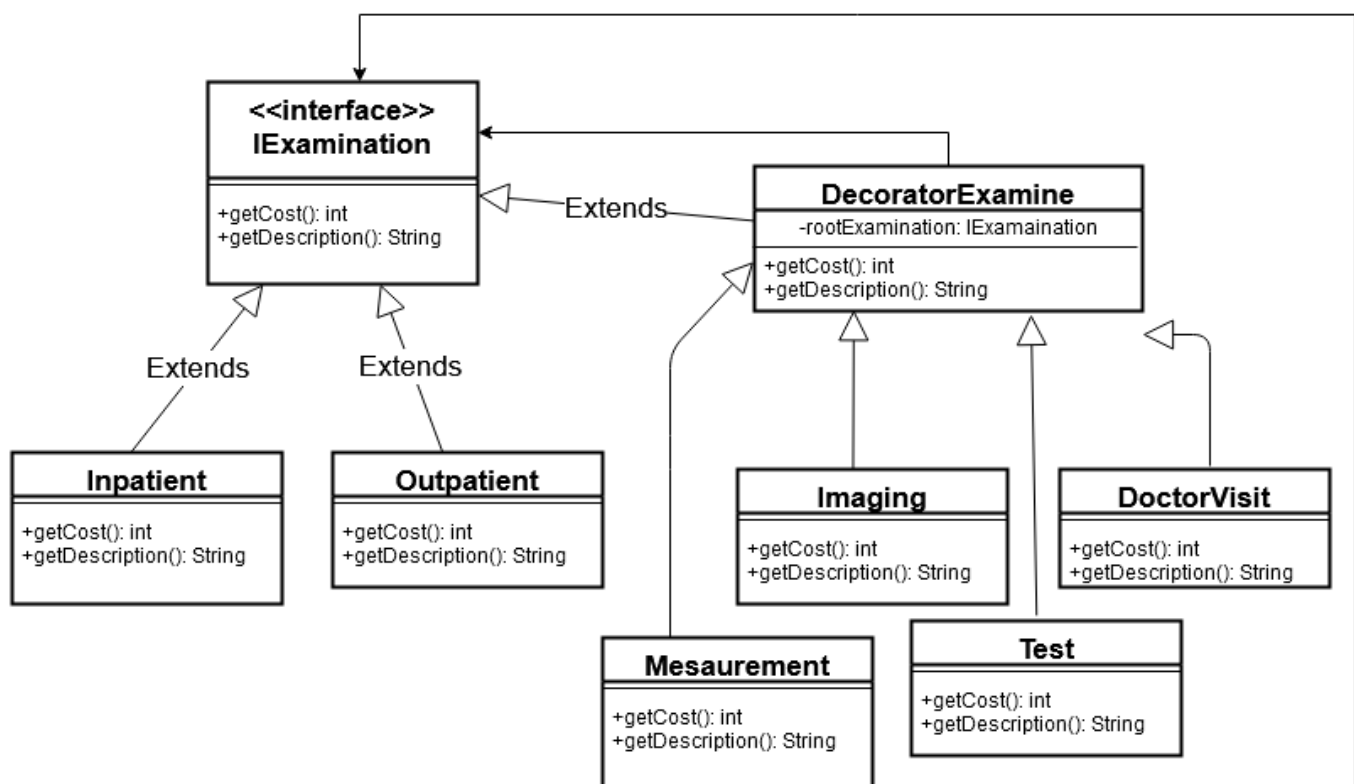 <<interface>>
IExamination
+getCost(): int
+getDescription(): String
Extends
DecoratorExamine
-rootExamination: IExamaination
+getCost(): int
+getDescription(): String
Extends
Extends
Inpatient
+getCost(): int
+getDescription(): String
Outpatient
+getCost(): int
+getDescription(): String
Imaging
+getCost(): int
+getDescription(): String
DoctorVisit
+getCost(): int
+getDescription(): String
Mesaurement
+getCost(): int
+getDescription(): String
Test
+getCost(): int
+getDescription(): String